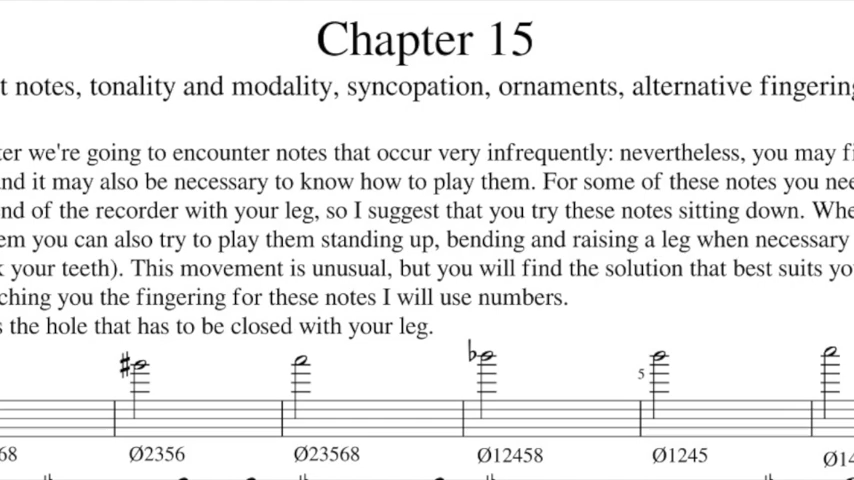 Chapter 15
t notes, tonality and modality, syncopation, ornaments, alternative fingering
ter we're going to encounter notes that occur very infrequently: nevertheless, you may fi
nd it may also be necessary to know how to play them. For some of these notes you nee
nd of the recorder with your leg, so I suggest that you try these notes sitting down. Whe
em you can also try to play them standing up, bending and raising a leg when necessary
k your teeth). This movement is unusual, but you will find the solution that best suits yo
ching you the fingering for these notes I will use numbers.
s the hole that has to be closed with your leg.
5
68 Ø2356 Ø23568 Ø12458 Ø1245 Ø14